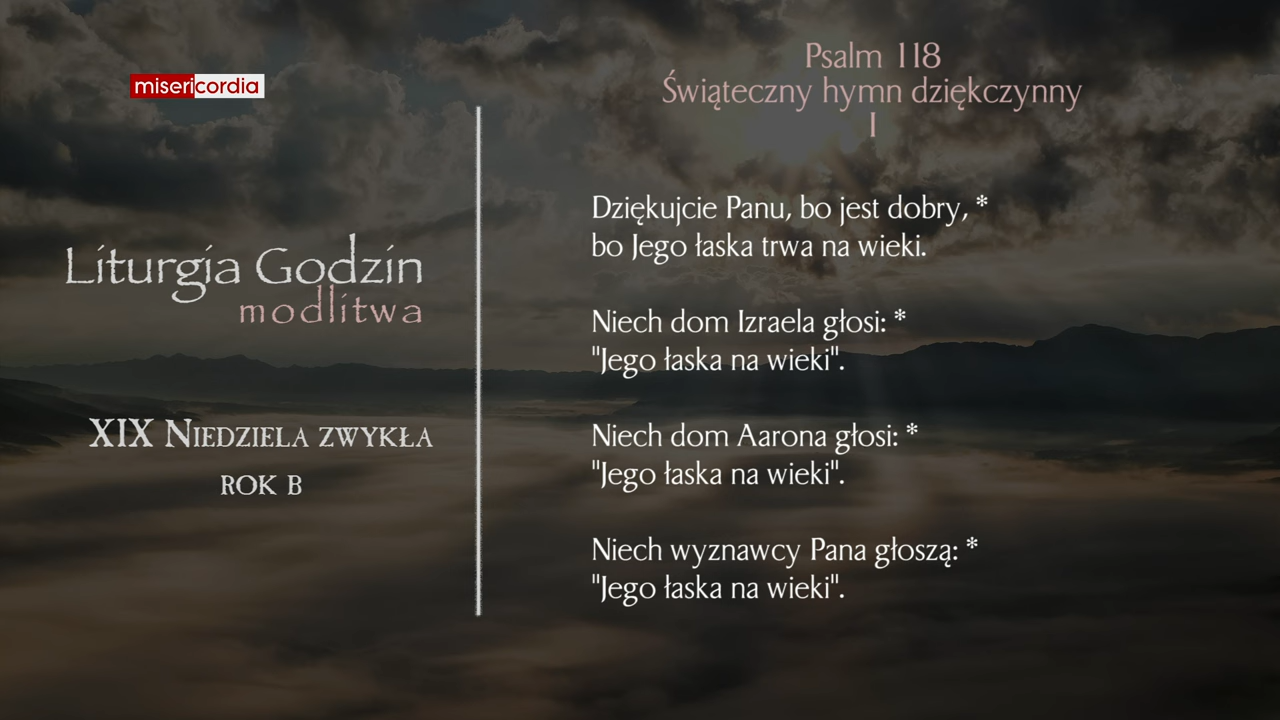 misericordia
Liturgia Godzin
modlitwa
XIX Niedziela zwykła
rok B
Psalm 118
Świąteczny hymn dziękczynny
I
Dziękujcie Panu, bo jest dobry, *
bo Jego łaska trwa na wieki.
Niech dom Izraela głosi: *
"Jego łaska na wieki".
Niech dom Aarona głosi: *
"Jego łaska na wieki".
Niech wyznawcy Pana głoszą: *
"Jego łaska na wieki".